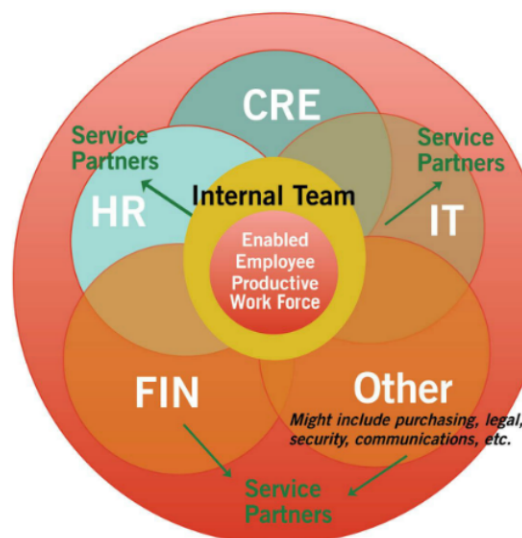 CRE
Service
Partners
Service
Partners
HR
Internal Team
IT
Enabled
Employee
Productive
Work Force
FIN
Other
Might include purchasing, legal,
security, communications, etc.
Service
Partners